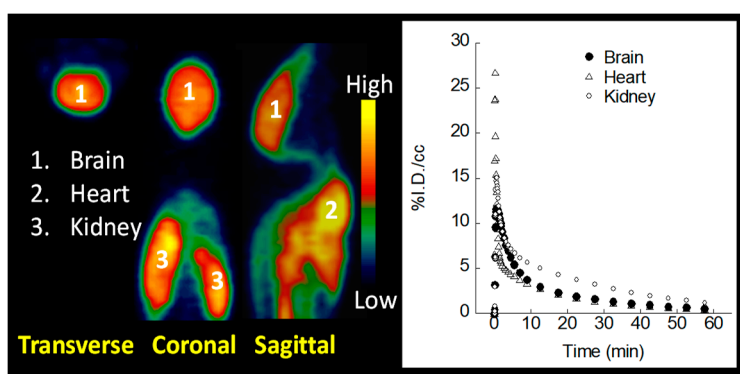 1
1
1
High
1. Brain
2. Heart
3. Kidney
2
3
3
Low
Transverse Coronal Sagittal
30
25
20
15
10
5
0
%I.D./cc
Brain
Heart
Kidney
0 10 20 30 40 50 60
Time (min)